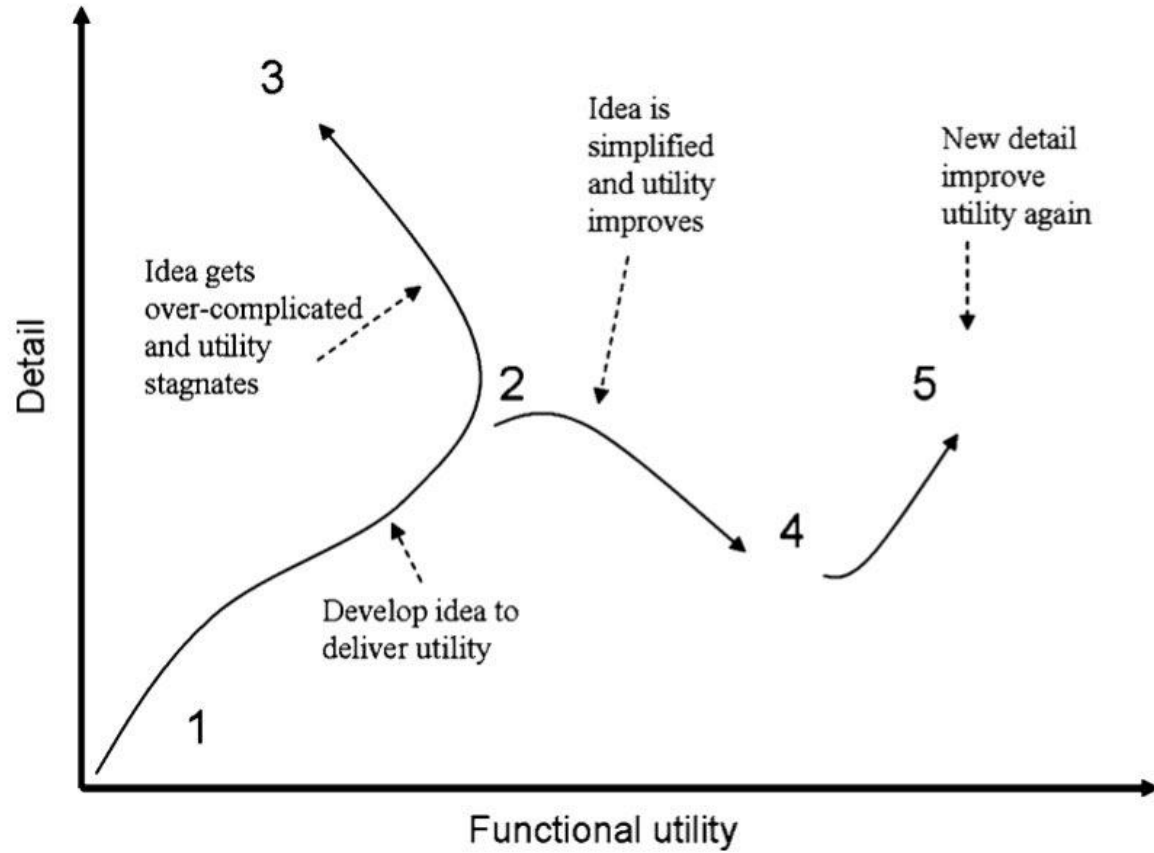 3
Idea is
simplified
and utility
improves
New detail
improve
utility again
Idea gets
over-complicated
and utility
stagnates
Detail
2
5
4
Develop idea to
deliver utility
1
Functional utility